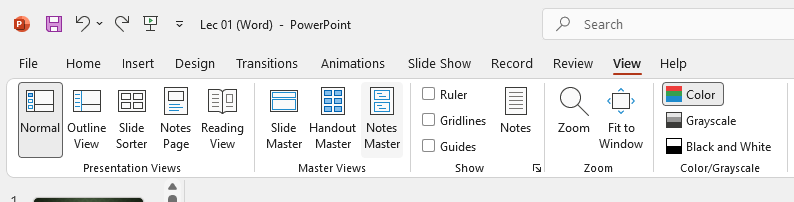 Lec 01 (Word) - PowerPoint
Search
File Home Insert Design Transitions Animations Slide Show Record Review View Help
Normal Outline View Slide Sorter Notes Page Reading View
Presentation Views
Slide Master Handout Master Notes Master
Master Views
Ruler
Gridlines
Guides
Notes
Show
Zoom Fit to Window
Zoom
Color
Grayscale
Black and White
Color/Grayscale
1